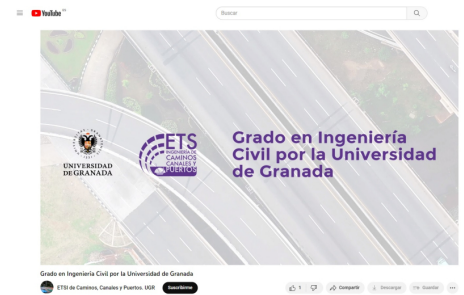 YouTube ES
Buscar
UNIVERSIDAD
DE GRANADA
ETS
INGENIERÍA DE
CAMINOS
CANALES Y
PUERTOS
Grado en Ingeniería
Civil por la Universidad
de Granada
Grado en Ingeniería Civil por la Universidad de Granada
ETSI de Caminos, Canales y Puertos, UGR
Suscribirme
1
Compartir
Descargar
Guardar